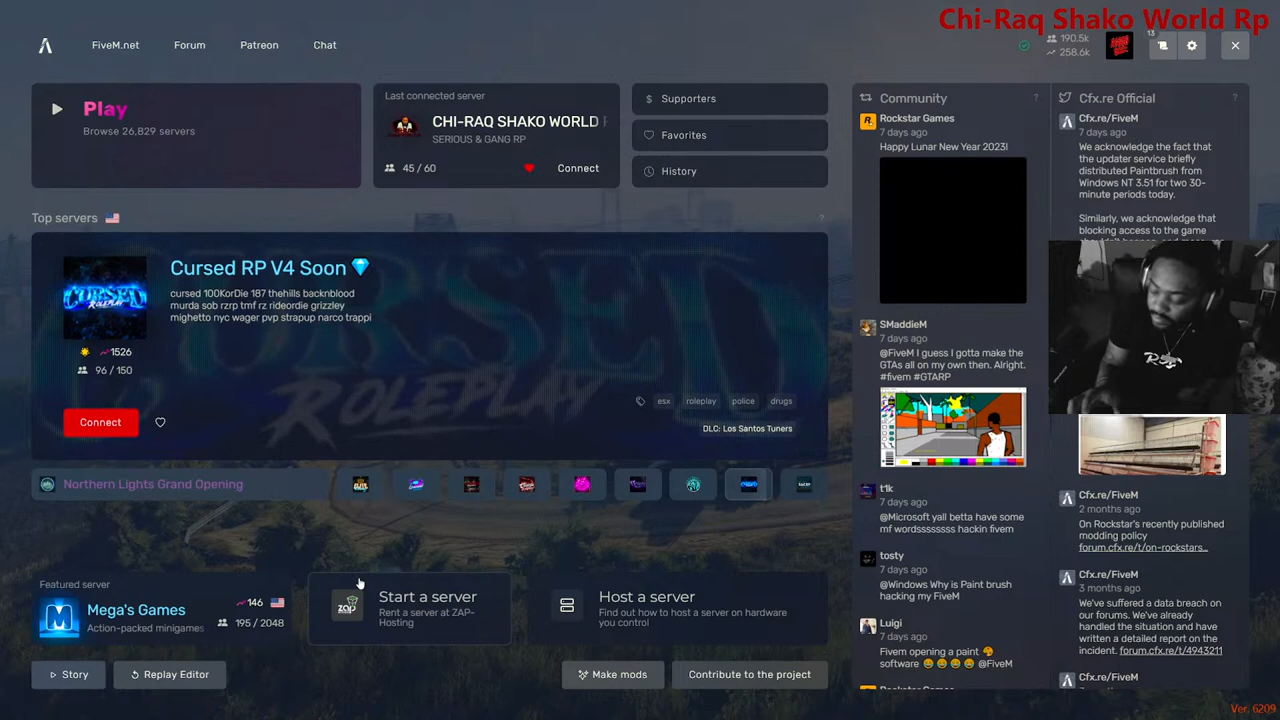 Chi-Raq Shako World Rp
FiveM.net
Forum
Patreon
Chat
190.5k
258.6k
13
Play
Browse 26,829 servers
Last connected server
CHI-RAQ SHAKO WORLD
SERIOUS & GANG RP
45 / 60
Connect
Supporters
Favorites
History
Top servers
?
Cursed RP V4 Soon
cursed 100KorDie 187 thehills backnblood
murda sob rzrp tmf rz rideordie grizzley
mighetto nyc wager pvp strapup narco trappi
CURSED
ROLEPLAY
1526
96 / 150
Connect
esx
roleplay
police
drugs
DLC: Los Santos Tuners
CURSED
ROLEPLAY
Northern Lights Grand Opening
Featured server
Mega's Games
Action-packed minigames
146
195 / 2048
ZAP
Start a server
Rent a server at ZAP-
Hosting
Host a server
Find out how to host a server on hardware
you control
Story
Replay Editor
Make mods
Contribute to the project
Community
?
Rockstar Games
7 days ago
Happy Lunar New Year 2023!
SMaddieM
7 days ago
@FiveM I guess I gotta make the
GTAs all on my own then. Alright.
#fivem #GTARP
t1k
7 days ago
@Microsoft yall betta have some
mf wordsssssss hackin fivem
tosty
7 days ago
@Windows Why is Paint brush
hacking my FiveM
Luigi
7 days ago
Fivem opening a paint
software @FiveM
Cfx.re Official
?
Cfx.re/FiveM
7 days ago
We acknowledge the fact that
the updater service briefly
distributed Paintbrush from
Windows NT 3.51 for two 30-
minute periods today.
Similarly, we acknowledge that
blocking access to the game
Cfx.re/FiveM
2 months ago
On Rockstar's recently published
modding policy
forum.cfx.re/t/on-rockstars…
Cfx.re/FiveM
3 months ago
We've suffered a data breach on
our forums. We've already
handled the situation and have
written a detailed report on the
incident. forum.cfx.re/t/4943211
Cfx.re/FiveM
Ver. 6209